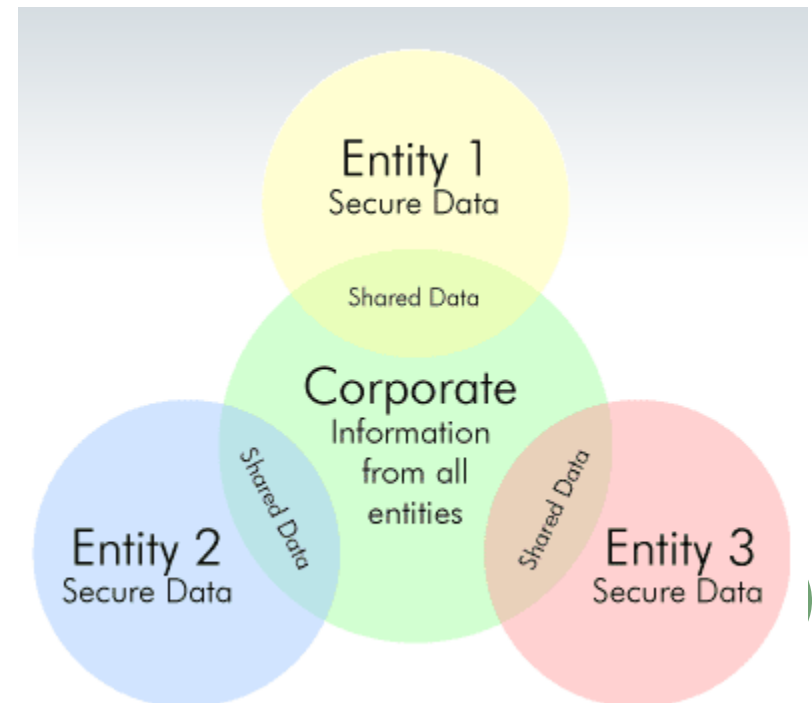 Entity 1
Secure Data
Shared Data
Corporate
Information
from all
entities
Shared Data
Shared Data
Entity 2
Secure Data
Entity 3
Secure Data